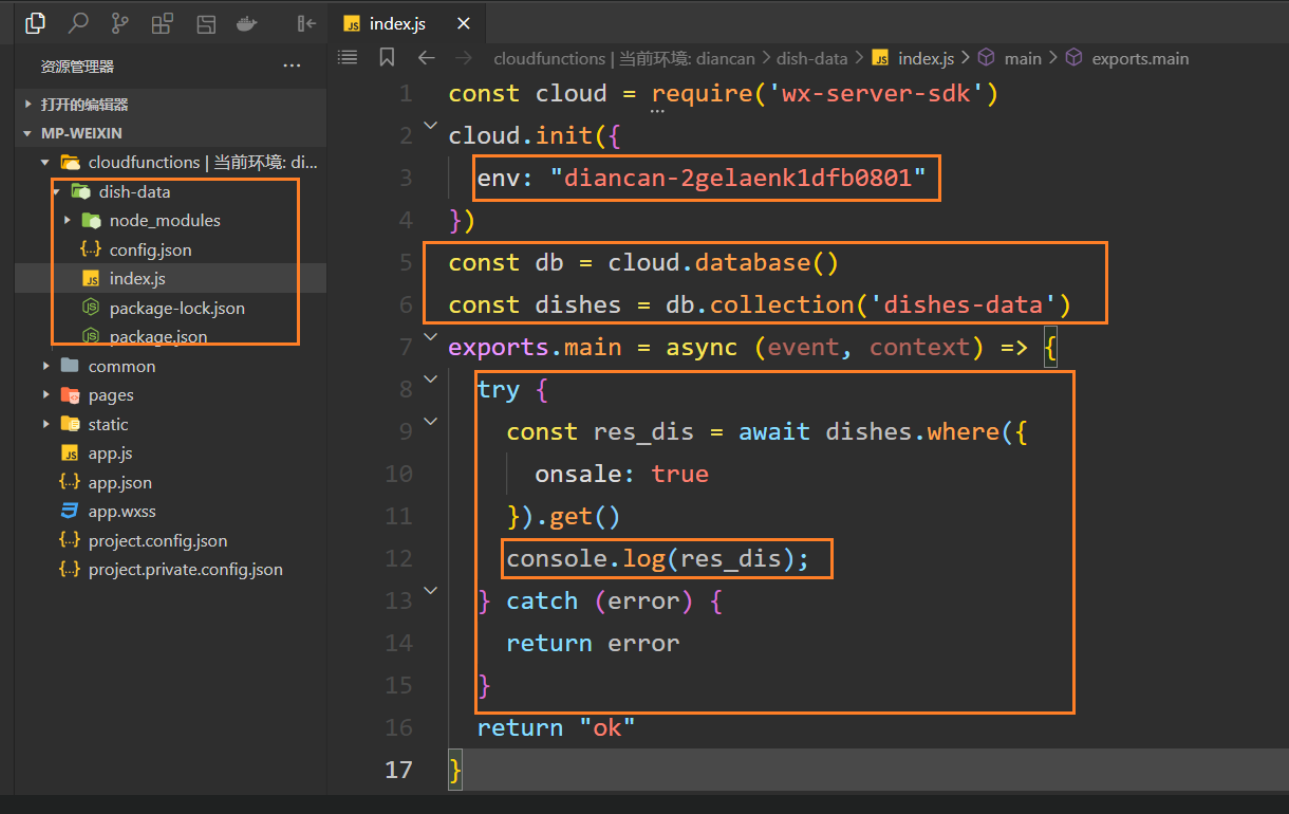 JS index.js ×
资源管理器 ...
cloudfunctions | 当前环境: diancan > dish-data > JS index.js > main > exports.main
打开的编辑器
MP-WEIXIN
cloudfunctions | 当前环境: di...
dish-data
node_modules
{..} config.json
JS index.js
package-lock.json
package.json
common
pages
static
JS app.js
{..} app.json
app.wxss
{..} project.config.json
{..} project.private.config.json
1 const cloud = require('wx-server-sdk')
2 cloud.init({
3 env: "diancan-2gelaenk1dfb0801"
4 })
5 const db = cloud.database()
6 const dishes = db.collection('dishes-data')
7 exports.main = async (event, context) => {
8 try {
9 const res_dis = await dishes.where({
10 onsale: true
11 }).get()
12 console.log(res_dis);
13 } catch (error) {
14 return error
15 }
16 return "ok"
17 }